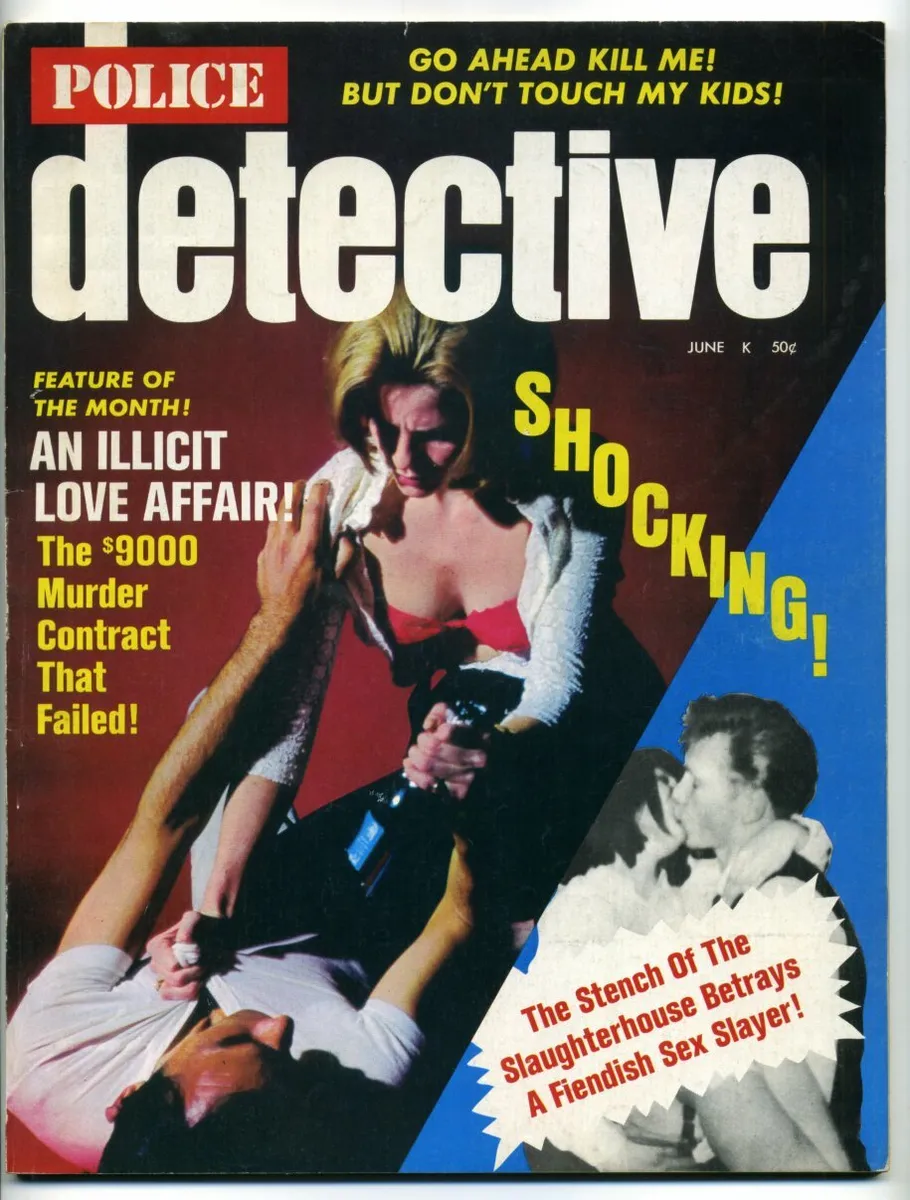 POLICE
detective
GO AHEAD KILL ME!
BUT DON'T TOUCH MY KIDS!
JUNE K 50¢
FEATURE OF
THE MONTH!
AN ILLICIT
LOVE AFFAIR!
The $9000
Murder
Contract
That
Failed!
SHOCKING!
The Stench Of The
Slaughterhouse Betrays
A Fiendish Sex Slayer!